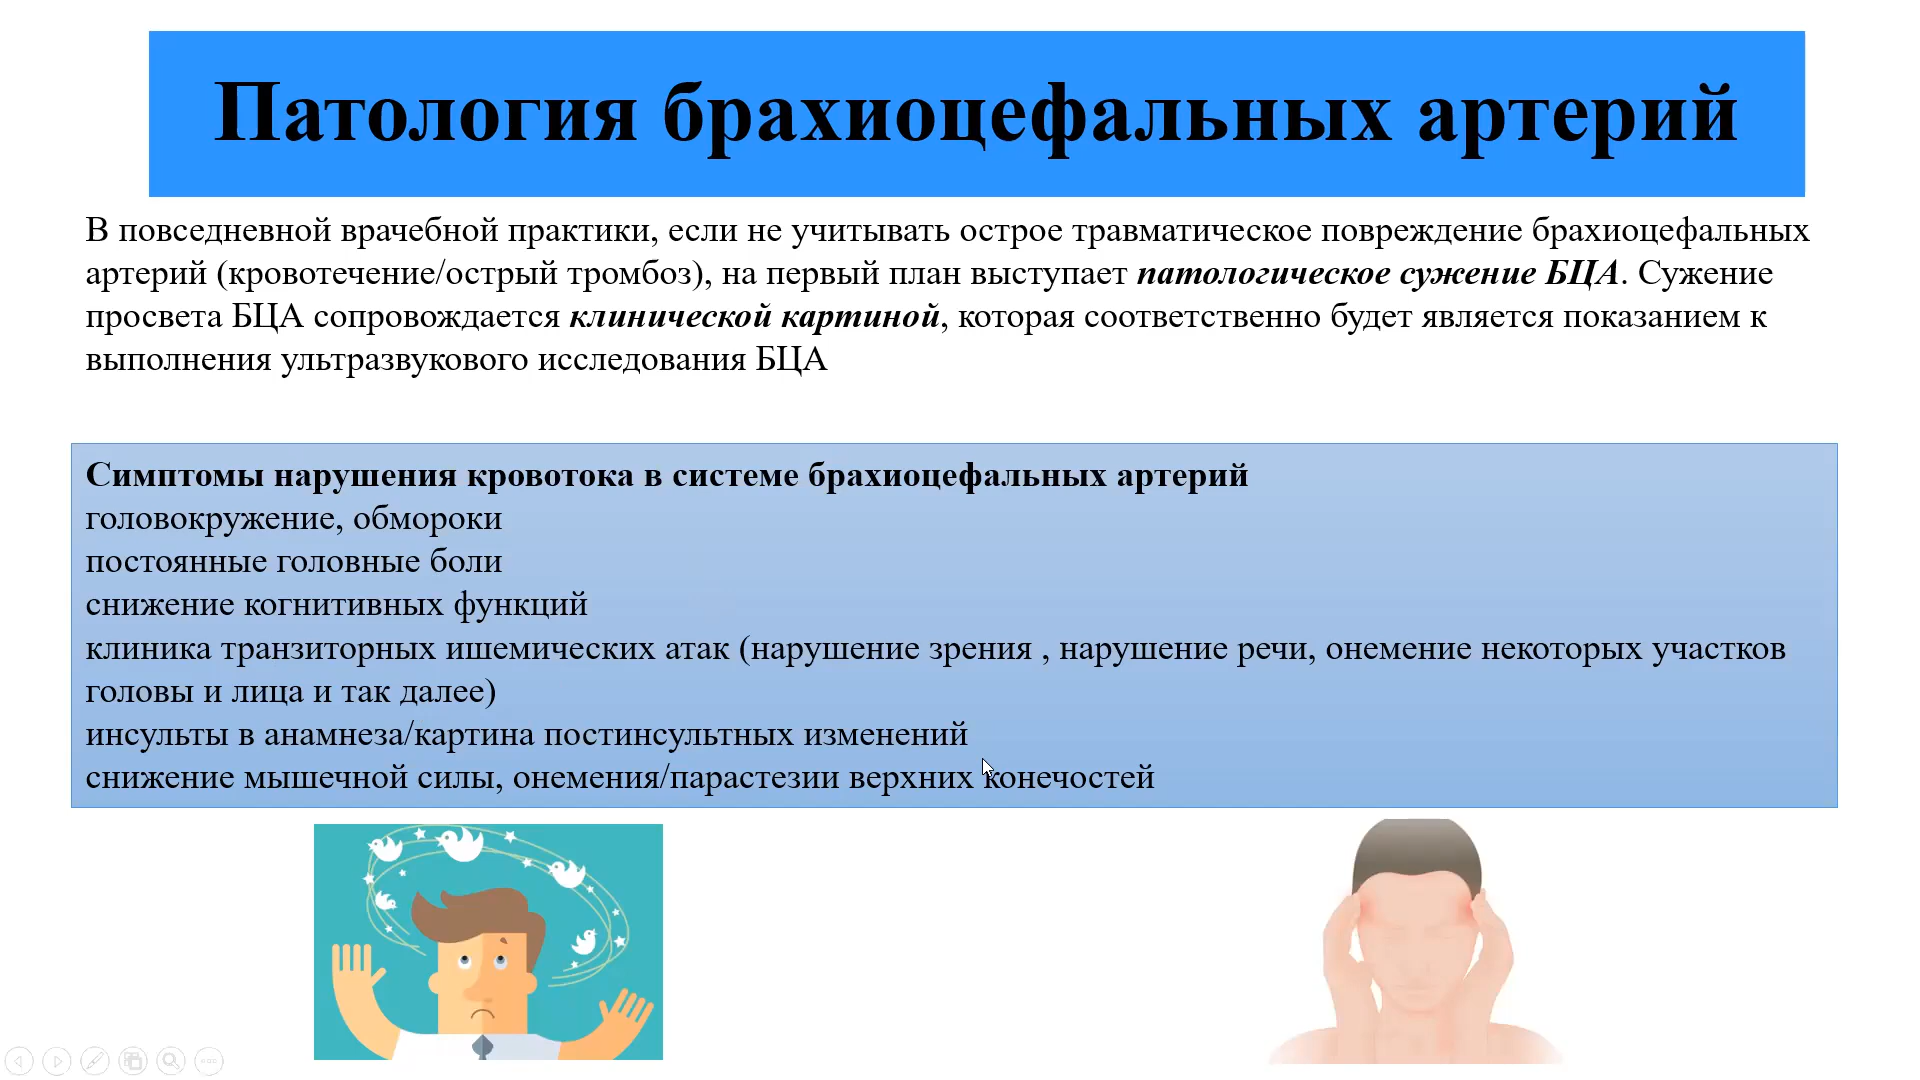 Патология брахиоцефальных артерий
В повседневной врачебной практики, если не учитывать острое травматическое повреждение брахиоцефальных
артерий (кровотечение/острый тромбоз), на первый план выступает патологическое сужение БЦА. Сужение
просвета БЦА сопровождается клинической картиной, которая соответственно будет является показанием к
выполнения ультразвукового исследования БЦА
Симптомы нарушения кровотока в системе брахиоцефальных артерий
головокружение, обмороки
постоянные головные боли
снижение когнитивных функций
клиника транзиторных ишемических атак (нарушение зрения , нарушение речи, онемение некоторых участков
головы и лица и так далее)
инсульты в анамнеза/картина постинсультных изменений
снижение мышечной силы, онемения/парастезии верхних конечостей